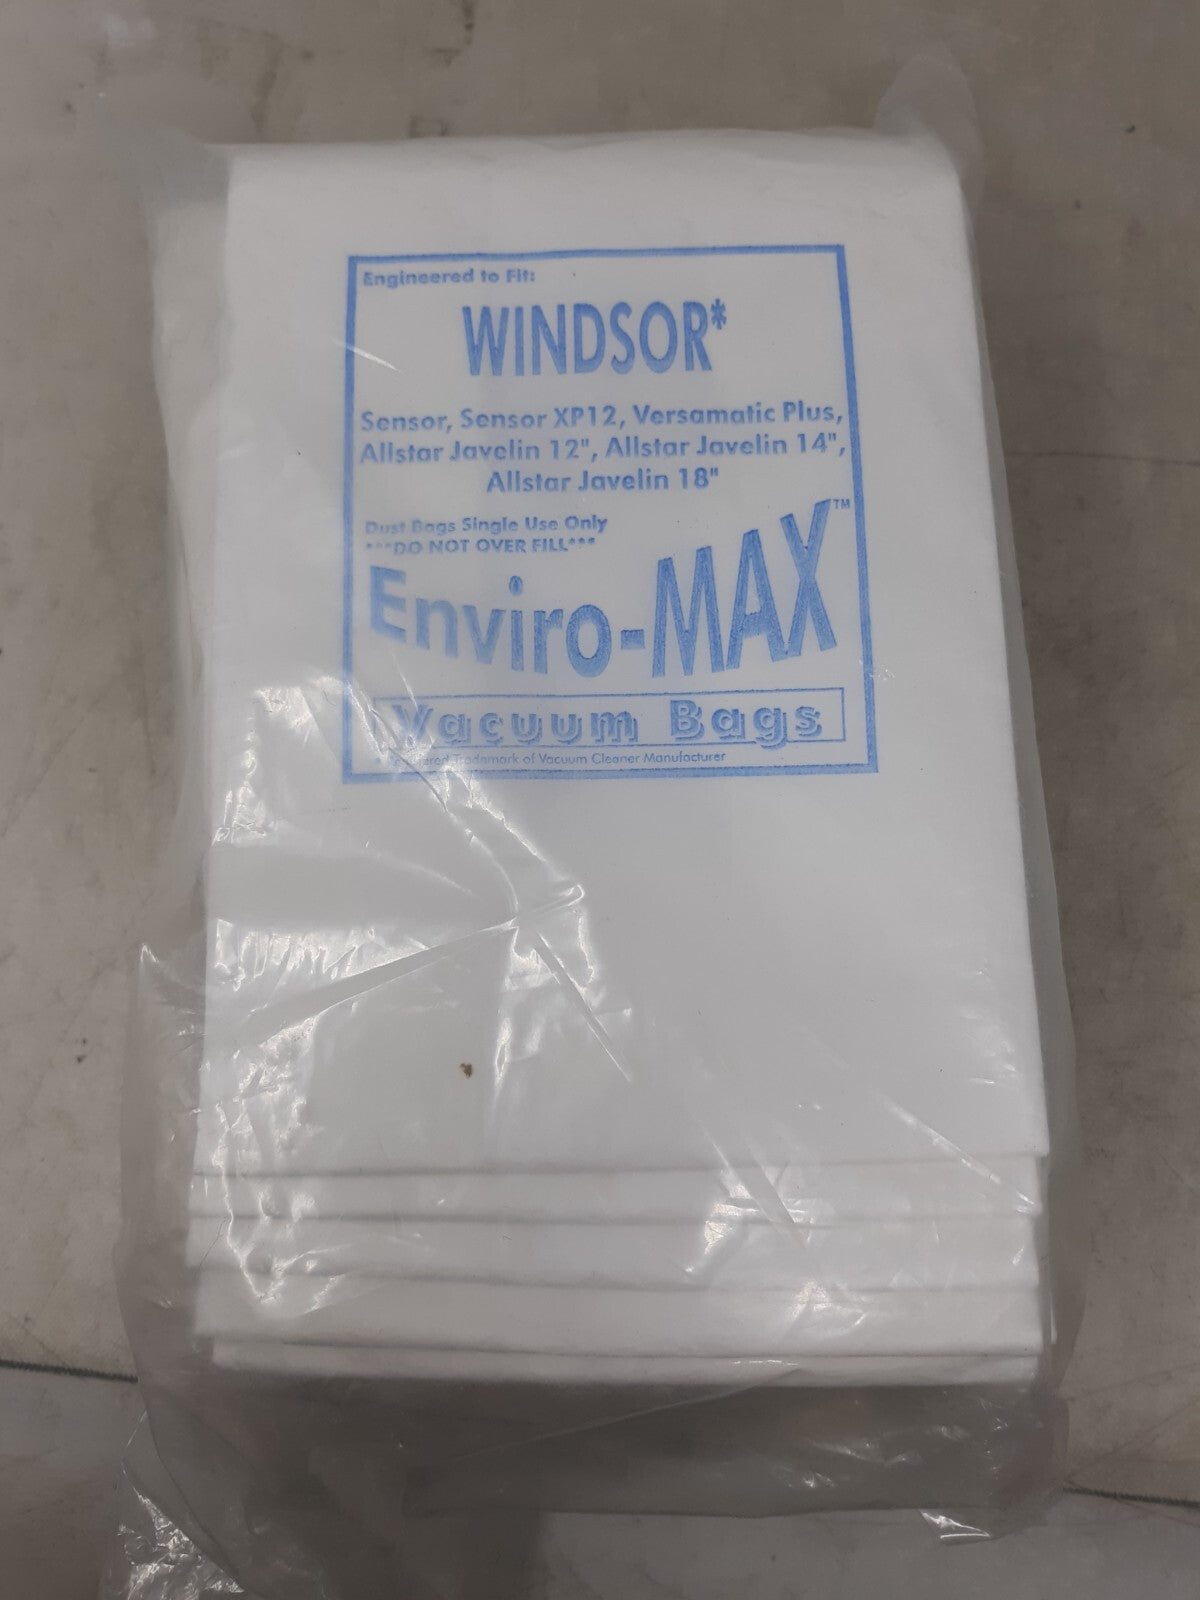 Engineered to Fit:
WINDSOR*
Sensor, Sensor XP12, Versamatic Plus,
Allstar Javelin 12", Allstar Javelin 14",
Allstar Javelin 18"
Dust Bags Single Use Only
***DO NOT OVER FILL***
Enviro-MAX™
Vacuum Bags
Trademark of Vacuum Cleaner Manufacturer